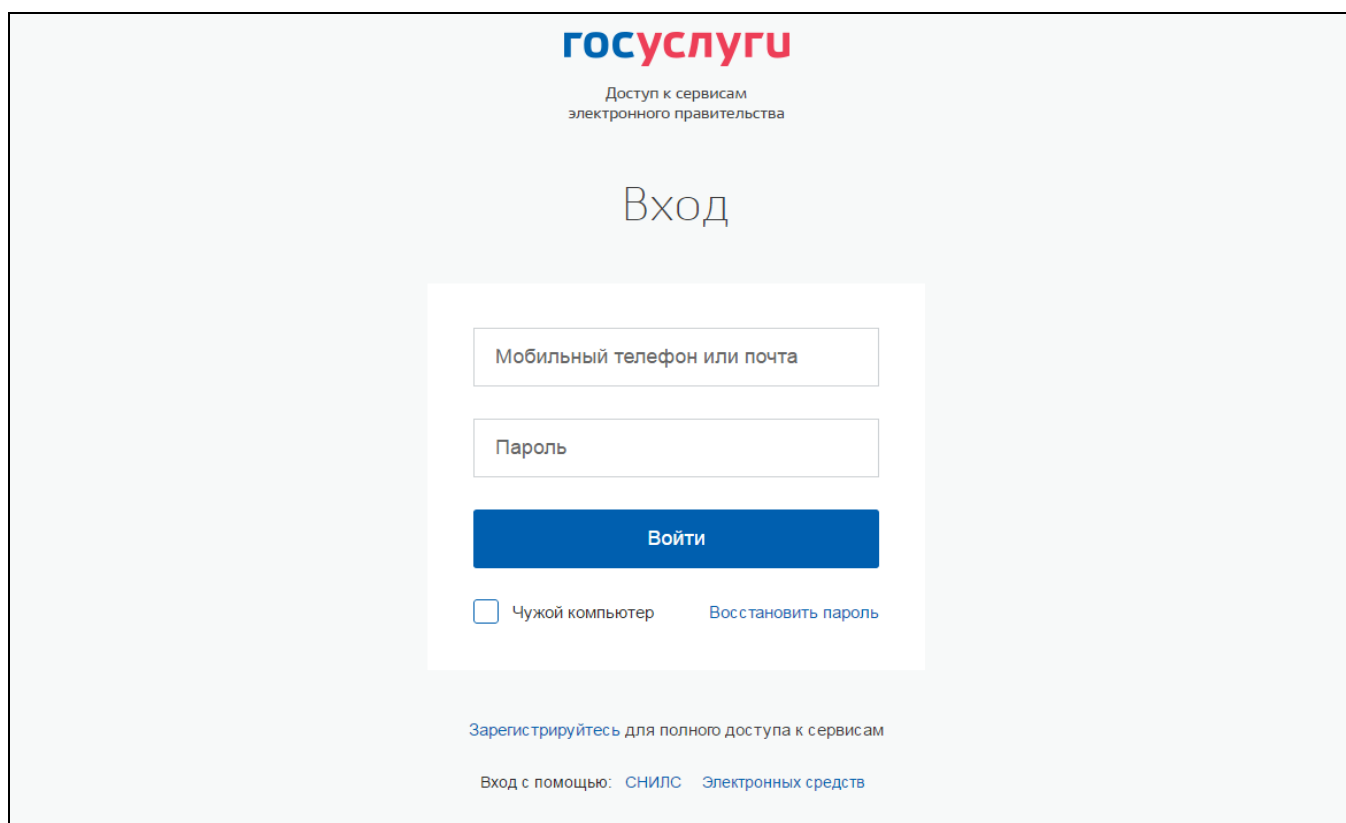 госуслуги
Доступ к сервисам
электронного правительства
Вход
Мобильный телефон или почта
Пароль
Войти
Чужой компьютер Восстановить пароль
Зарегистрируйтесь для полного доступа к сервисам
Вход с помощью: СНИЛС Электронных средств